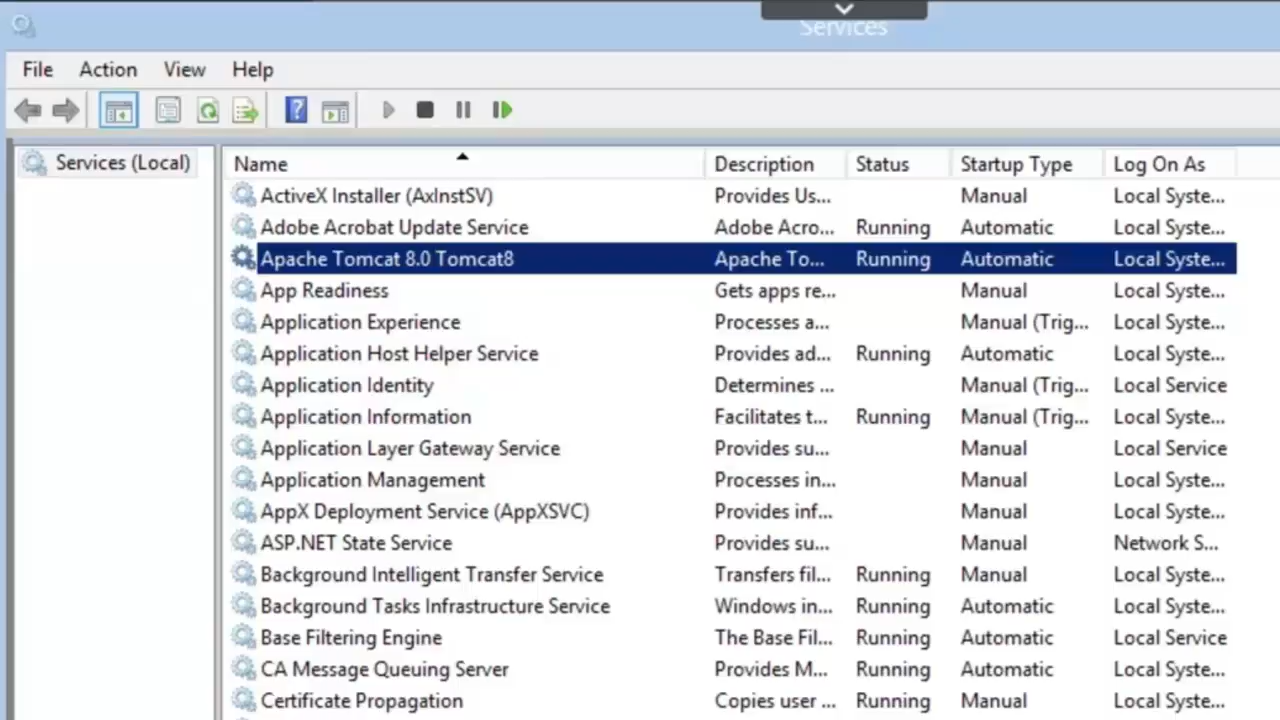 Services
File Action View Help
Services (Local)
Name Description Status Startup Type Log On As
ActiveX Installer (AxInstSV) Provides Us... Manual Local Syste...
Adobe Acrobat Update Service Adobe Acro... Running Automatic Local Syste...
Apache Tomcat 8.0 Tomcat8 Apache To... Running Automatic Local Syste...
App Readiness Gets apps re... Manual Local Syste...
Application Experience Processes a... Manual (Trig... Local Syste...
Application Host Helper Service Provides ad... Running Automatic Local Syste...
Application Identity Determines ... Manual (Trig... Local Service
Application Information Facilitates t... Running Manual (Trig... Local Syste...
Application Layer Gateway Service Provides su... Manual Local Service
Application Management Processes in... Manual Local Syste...
AppX Deployment Service (AppXSVC) Provides inf... Manual Local Syste...
ASP.NET State Service Provides su... Manual Network S...
Background Intelligent Transfer Service Transfers fil... Running Manual Local Syste...
Background Tasks Infrastructure Service Windows in... Running Automatic Local Syste...
Base Filtering Engine The Base Fil... Running Automatic Local Service
CA Message Queuing Server Provides M... Running Automatic Local Syste...
Certificate Propagation Copies user ... Running Manual Local Syste...